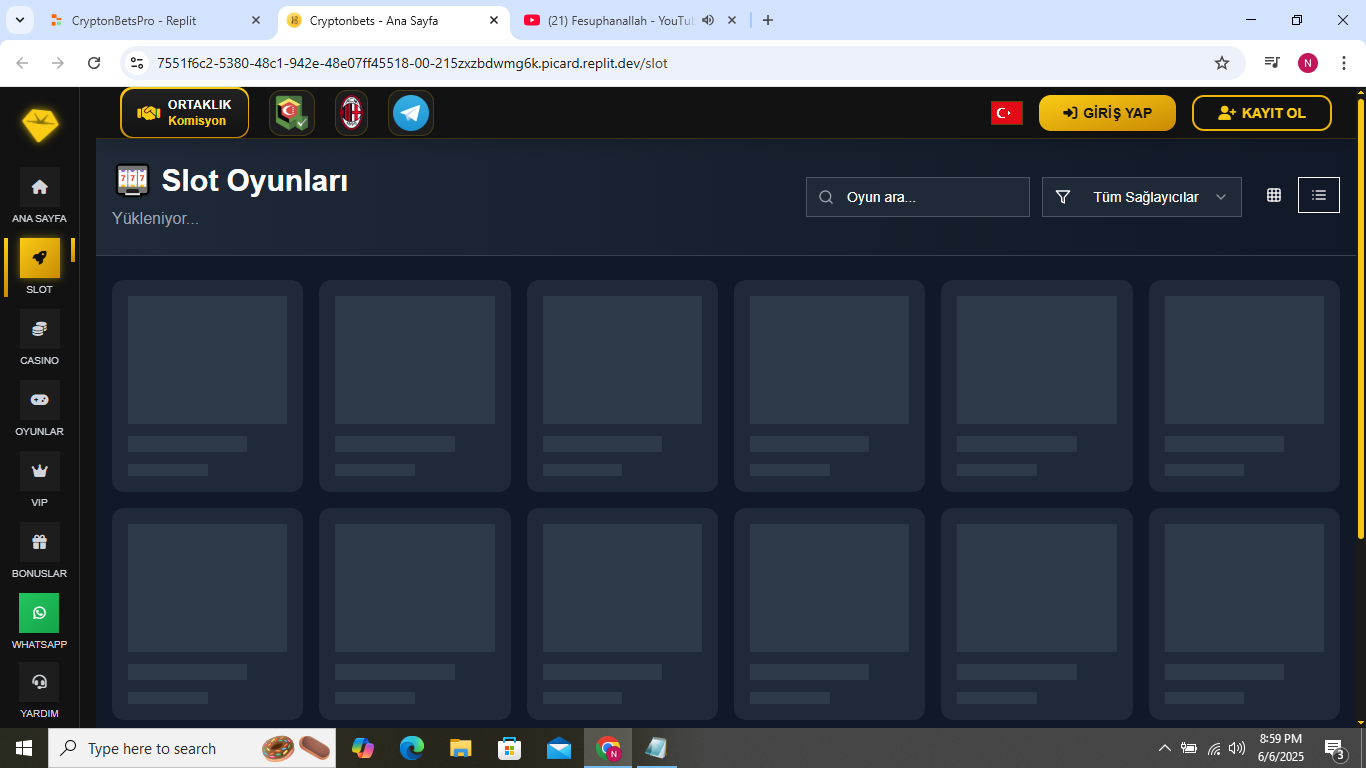 CryptonBetsPro - Replit
Cryptonbets - Ana Sayfa
(21) Fesuphanallah - YouTu
7551f6c2-5380-48c1-942e-48e07ff45518-00-215zxzbdwmg6k.picard.replit.dev/slot
N
ORTAKLIK
Komisyon
GİRİŞ YAP
KAYIT OL
777
Slot Oyunları
Yükleniyor...
Oyun ara...
Tüm Sağlayıcılar
ANA SAYFA
SLOT
CASINO
OYUNLAR
VIP
BONUSLAR
WHATSAPP
YARDIM
Type here to search
N
8:59 PM
6/6/2025
3